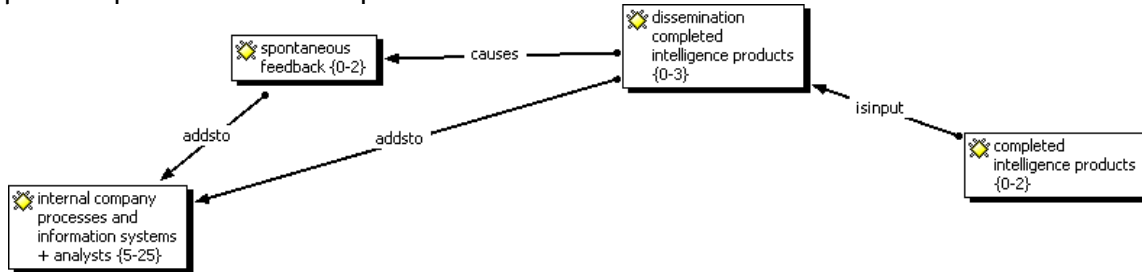 dissemination
completed
intelligence products
{0-3}
spontaneous
feedback {0-2}
causes
isinput
addsto
addsto
completed
intelligence products
{0-2}
internal company
processes and
information systems
+ analysts {5-25}